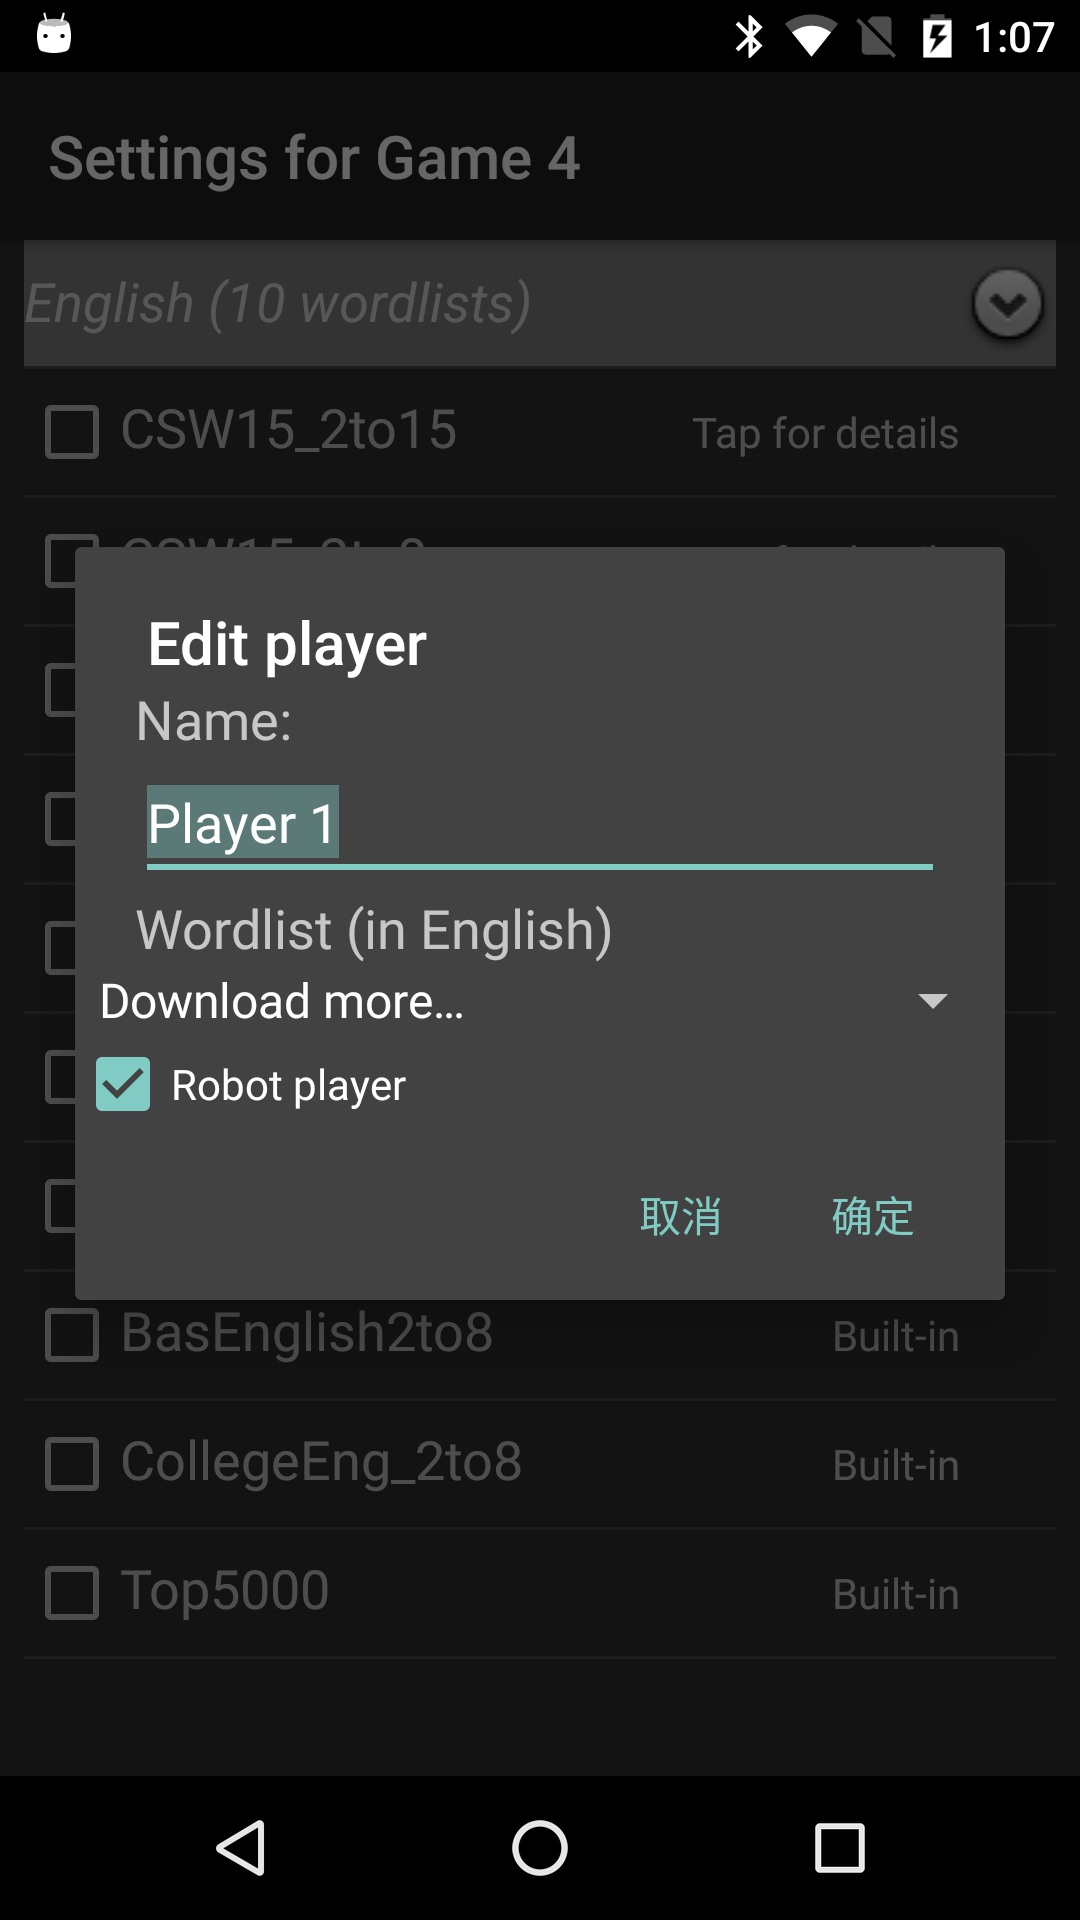 1:07
Settings for Game 4
English (10 wordlists)
CSW15_2to15
Tap for details
Edit player
Name:
Player 1
Wordlist (in English)
Download more…
Robot player
取消
确定
BasEnglish2to8
Built-in
CollegeEng_2to8
Built-in
Top5000
Built-in